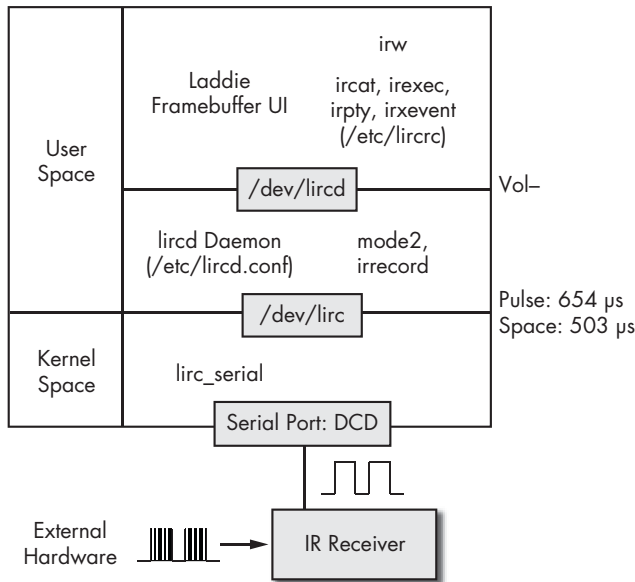 irw
Laddie
Framebuffer UI
ircat, irexec,
irpty, irxevent
(/etc/lircrc)
User
Space
/dev/lircd
Vol–
lircd Daemon
(/etc/lircd.conf)
mode2,
irrecord
/dev/lirc
Pulse: 654 µs
Space: 503 µs
Kernel
Space
lirc_serial
Serial Port: DCD
External
Hardware
IR Receiver